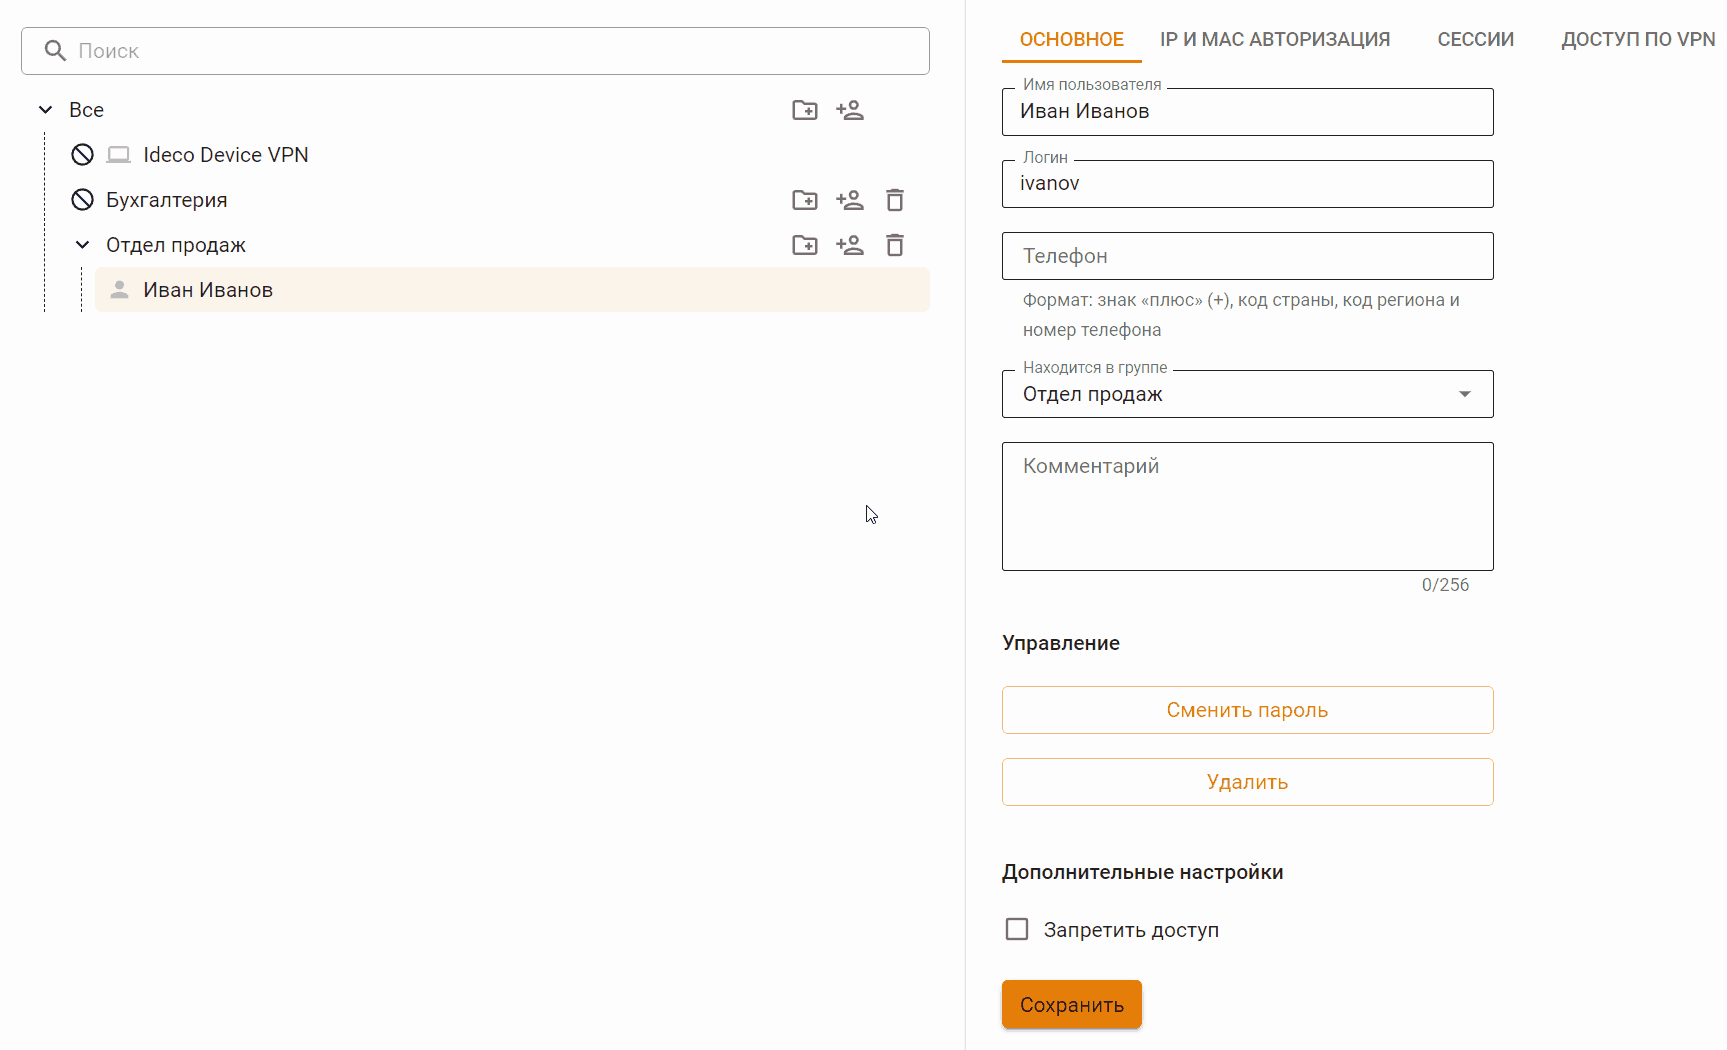 Поиск
Все
Ideco Device VPN
Бухгалтерия
Отдел продаж
Иван Иванов
ОСНОВНОЕ
IP И MAC АВТОРИЗАЦИЯ
СЕССИИ
ДОСТУП ПО VPN
Имя пользователя
Иван Иванов
Логин
ivanov
Телефон
Формат: знак «плюс» (+), код страны, код региона и
номер телефона
Находится в группе
Отдел продаж
Комментарий
0/256
Управление
Сменить пароль
Удалить
Дополнительные настройки
Запретить доступ
Сохранить